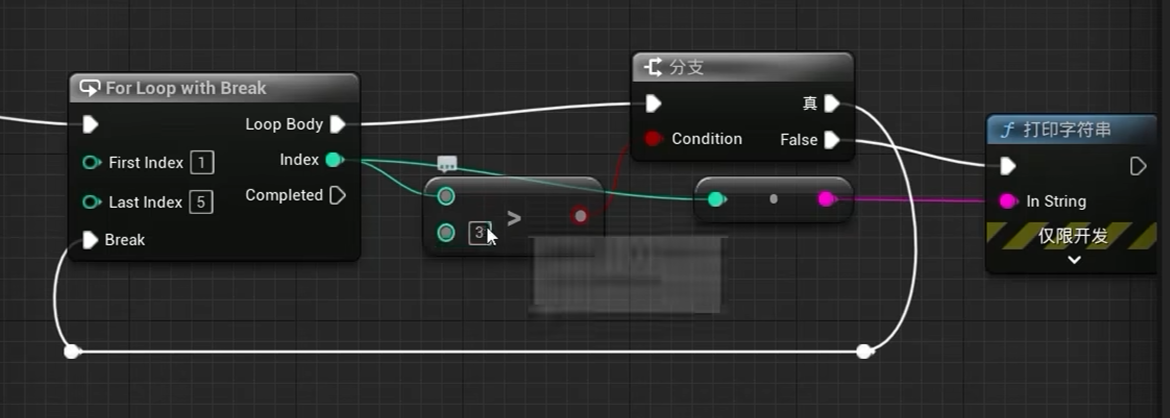 For Loop with Break
Loop Body
First Index 1
Index
Last Index 5
Completed
Break
>
3
分支
真
Condition
False
打印字符串
In String
仅限开发